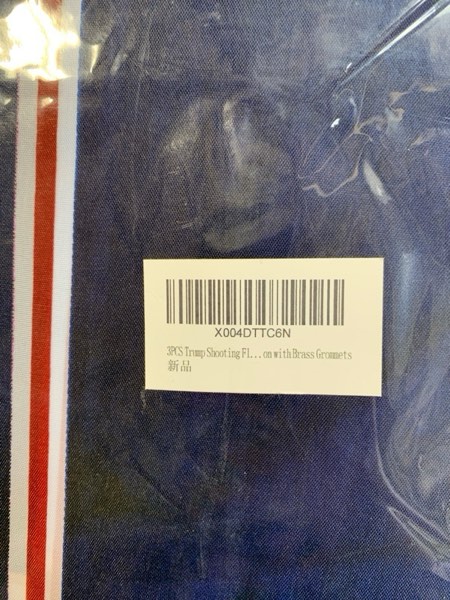 X004DTTC6N
3PCS Trump Shooting Fl...on with Brass Grommets
新品